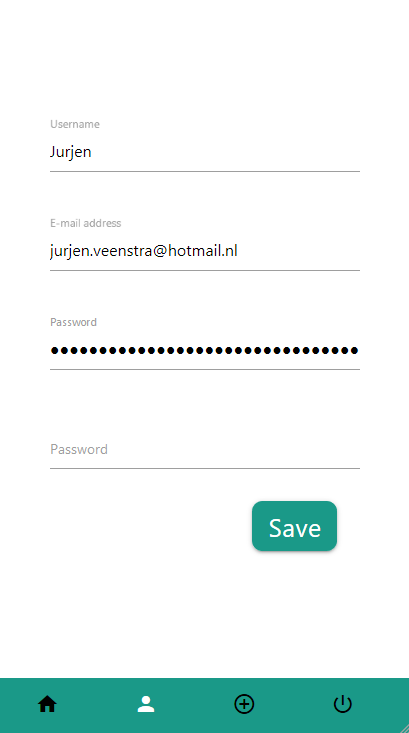 Username
Jurjen
E-mail address
jurjen.veenstra@hotmail.nl
Password
••••••••••••••••••••••••••••••••
Password
Save